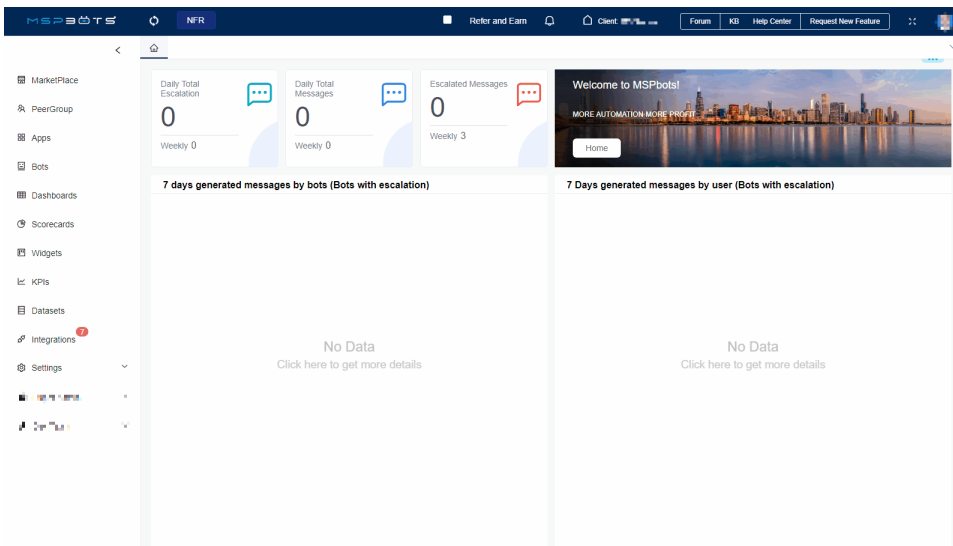 MSPBOTS
NFR
Refer and Earn
Client:
Forum
KB
Help Center
Request New Feature
MarketPlace
PeerGroup
Apps
Bots
Dashboards
Scorecards
Widgets
KPIs
Datasets
Integrations
7
Settings
Daily Total
Escalation
0
Weekly 0
Daily Total
Messages
0
Weekly 0
Escalated Messages
0
Weekly 3
Welcome to MSPbots!
MORE AUTOMATION·MORE PROFIT
Home
7 days generated messages by bots (Bots with escalation)
No Data
Click here to get more details
7 Days generated messages by user (Bots with escalation)
No Data
Click here to get more details